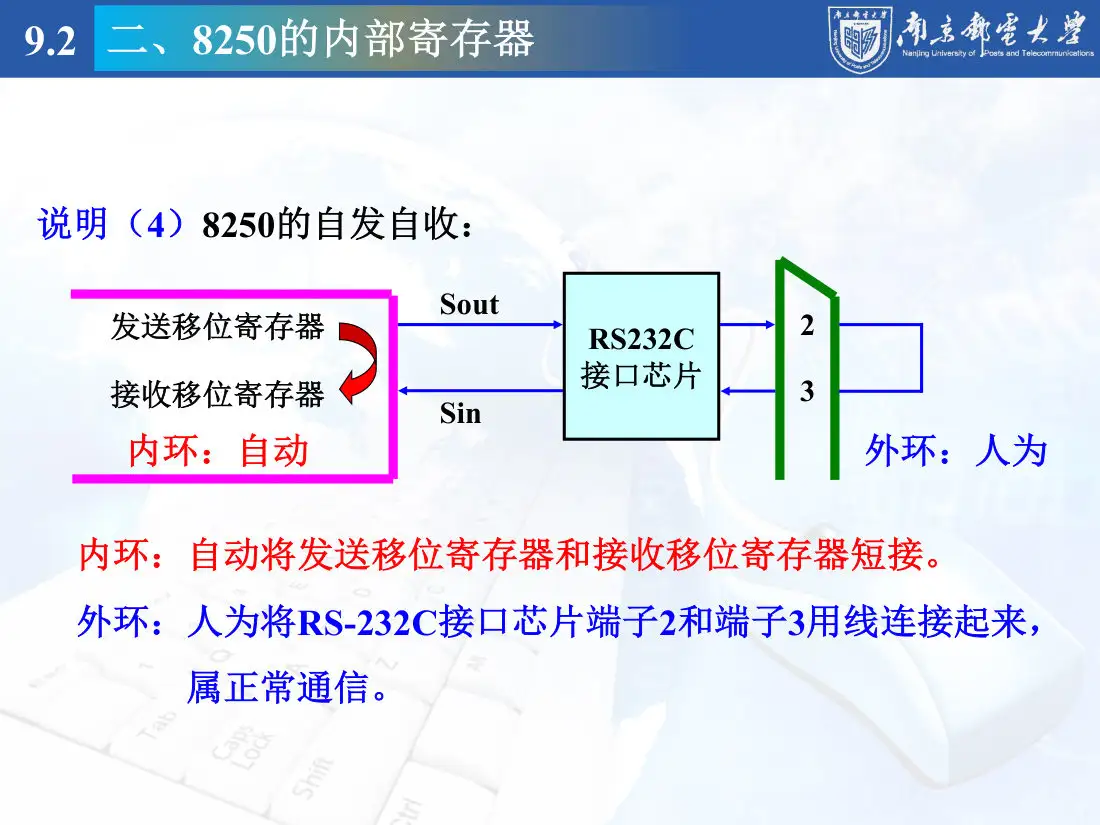 9.2 二、8250的内部寄存器
南京邮电大学
Nanjing University of Posts and Telecommunications
说明（4）8250的自发自收：
发送移位寄存器
接收移位寄存器
内环：自动
Sout
Sin
RS232C
接口芯片
2
3
外环：人为
内环：自动将发送移位寄存器和接收移位寄存器短接。
外环：人为将RS-232C接口芯片端子2和端子3用线连接起来，
属正常通信。
Tab
Caps
Lock
Shift
Ctrl